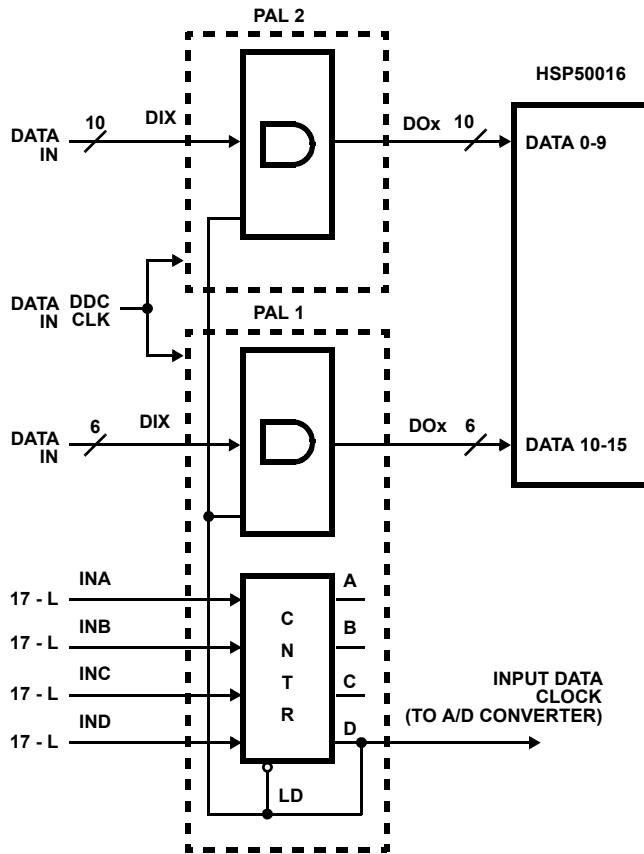 PAL 2
HSP50016
DATA
IN
10
DIX
DOx
10
DATA 0-9
DATA
IN
DDC
CLK
PAL 1
DATA
IN
6
DIX
DOx
6
DATA 10-15
17 - L
INA
A
17 - L
INB
B
17 - L
INC
C
17 - L
IND
D
C
N
T
R
LD
INPUT DATA
CLOCK
(TO A/D CONVERTER)